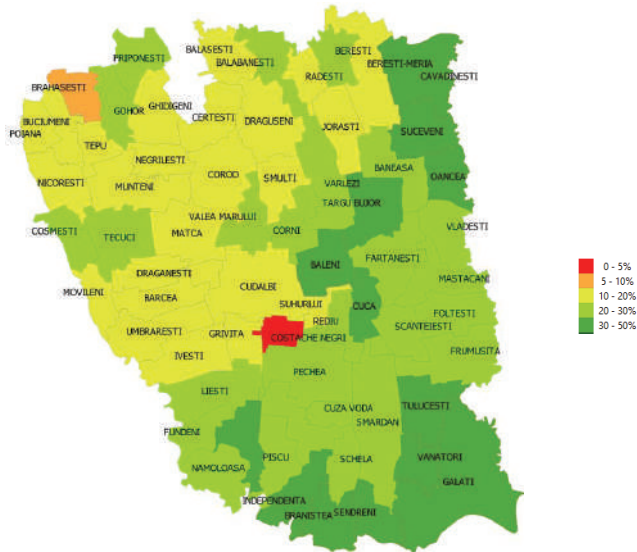 PRIPONESTI
BALASESTI
BALABANESTI
BERESTI
RADESTI
BERESTI-MERIA
CAVADINESTI
BRAHASESTI
GOHOR
GHIDIGENI
CERTESTI
DRAGUSENI
JORASTI
SUCEVENI
BUCIUMENI
POIANA
TEPU
NEGRILESTI
BANEASA
NICORESTI
MUNTENI
COROD
SMULTI
VARLEZI
OANCEA
VALEA MARULUI
TARGU BUJOR
COSMESTI
TECUCI
MATCA
CORNI
VLADESTI
BALENI
FARTANESTI
DRAGANESTI
MASTACANI
MOVILENI
BARCEA
CUDALBI
SUHURLUI
CUCA
FOLTESTI
UMBRARESTI
GRIVITA
REDIU
SCANTEIESTI
COSTACHE NEGRI
IVESTI
FRUMUSITA
PECHEA
LIESTI
CUZA VODA
TULUCESTI
SMARDAN
FUNDENI
NAMOLOASA
PISCU
SCHELA
VANATORI
GALATI
INDEPENDENTA
BRANISTEA
SENDRENI
0 - 5%
5 - 10%
10 - 20%
20 - 30%
30 - 50%